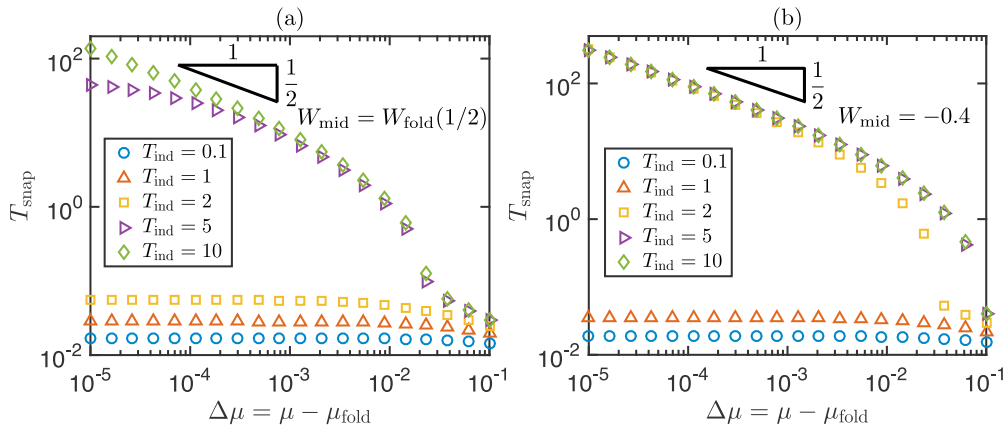 (a)
10^2
10^0
10^-2
T_snap
1
1/2
W_mid = W_fold(1/2)
T_ind = 0.1
T_ind = 1
T_ind = 2
T_ind = 5
T_ind = 10
10^-5 10^-4 10^-3 10^-2 10^-1
Δμ = μ − μ_fold
(b)
10^2
10^0
10^-2
T_snap
1
1/2
W_mid = −0.4
T_ind = 0.1
T_ind = 1
T_ind = 2
T_ind = 5
T_ind = 10
10^-5 10^-4 10^-3 10^-2 10^-1
Δμ = μ − μ_fold